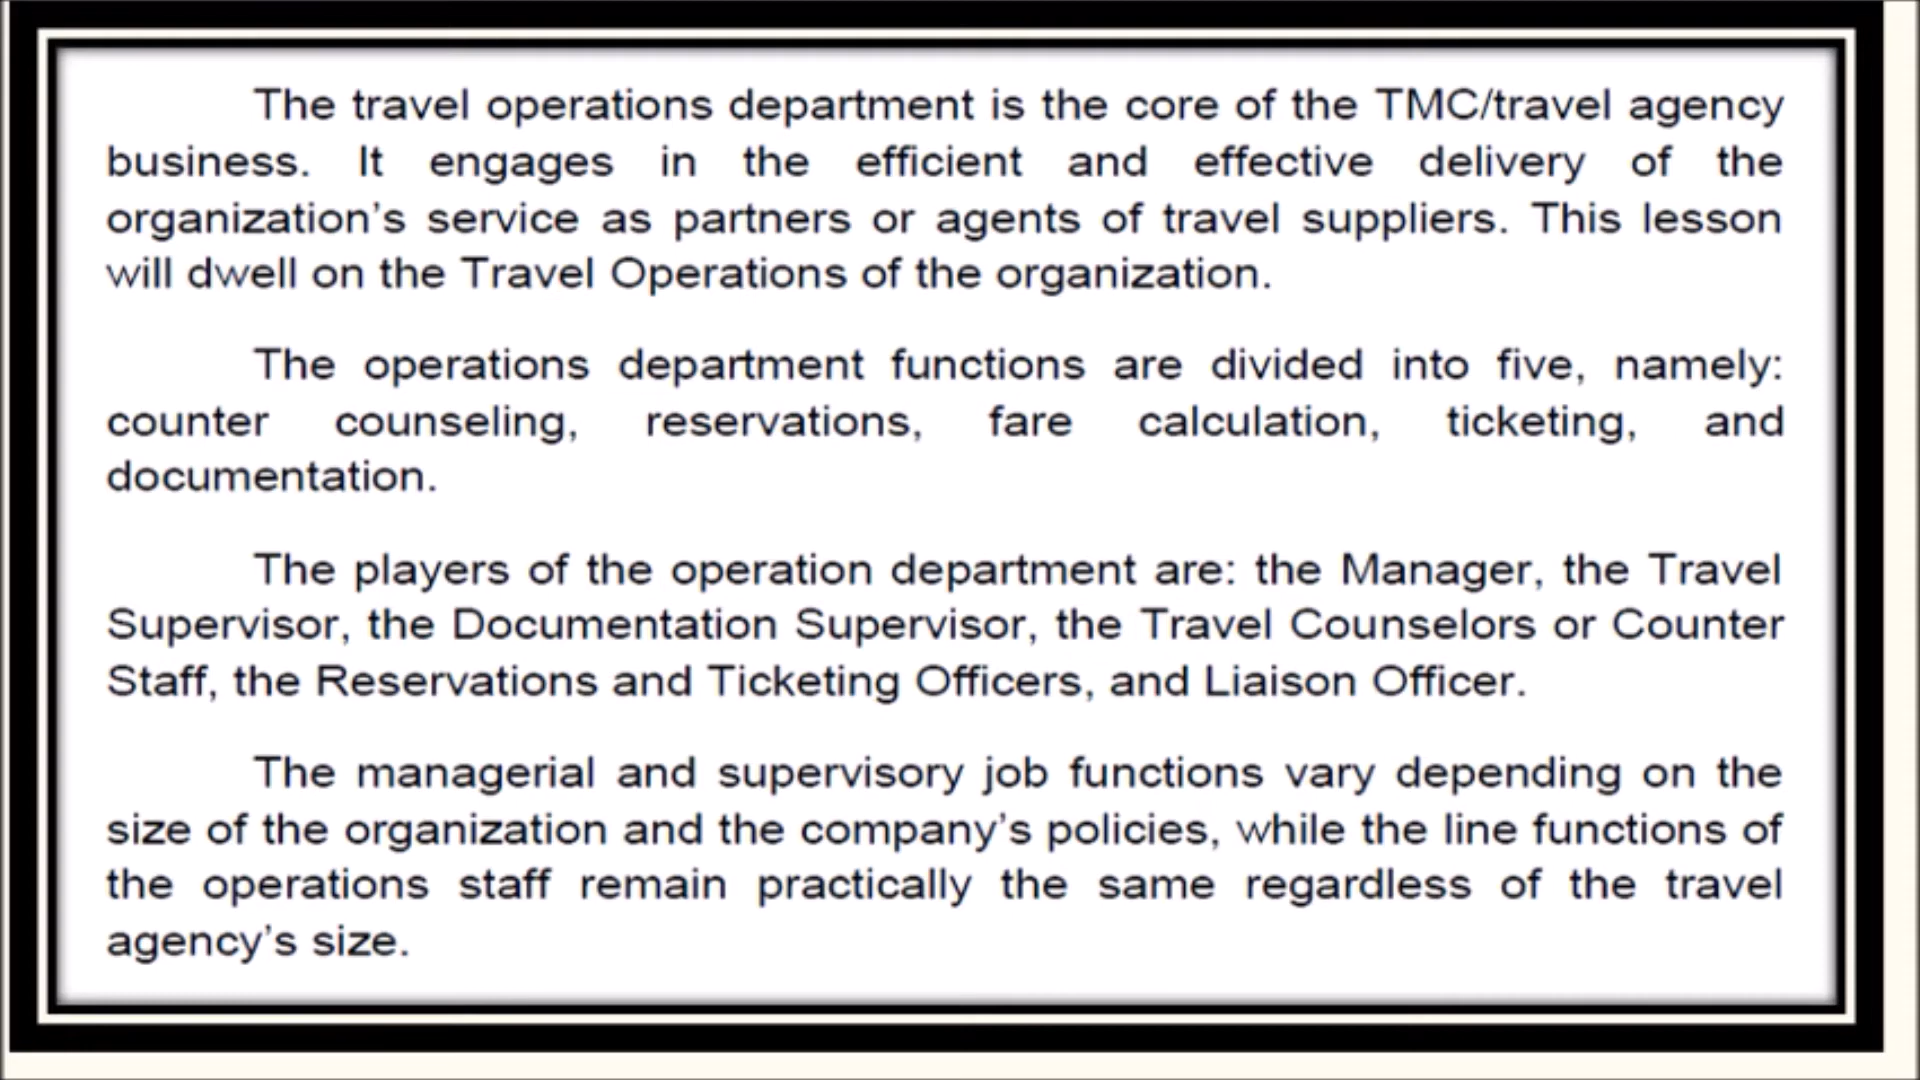 The travel operations department is the core of the TMC/travel agency
business. It engages in the efficient and effective delivery of the
organization's service as partners or agents of travel suppliers. This lesson
will dwell on the Travel Operations of the organization.
The operations department functions are divided into five, namely:
counter counseling, reservations, fare calculation, ticketing, and
documentation.
The players of the operation department are: the Manager, the Travel
Supervisor, the Documentation Supervisor, the Travel Counselors or Counter
Staff, the Reservations and Ticketing Officers, and Liaison Officer.
The managerial and supervisory job functions vary depending on the
size of the organization and the company's policies, while the line functions of
the operations staff remain practically the same regardless of the travel
agency's size.